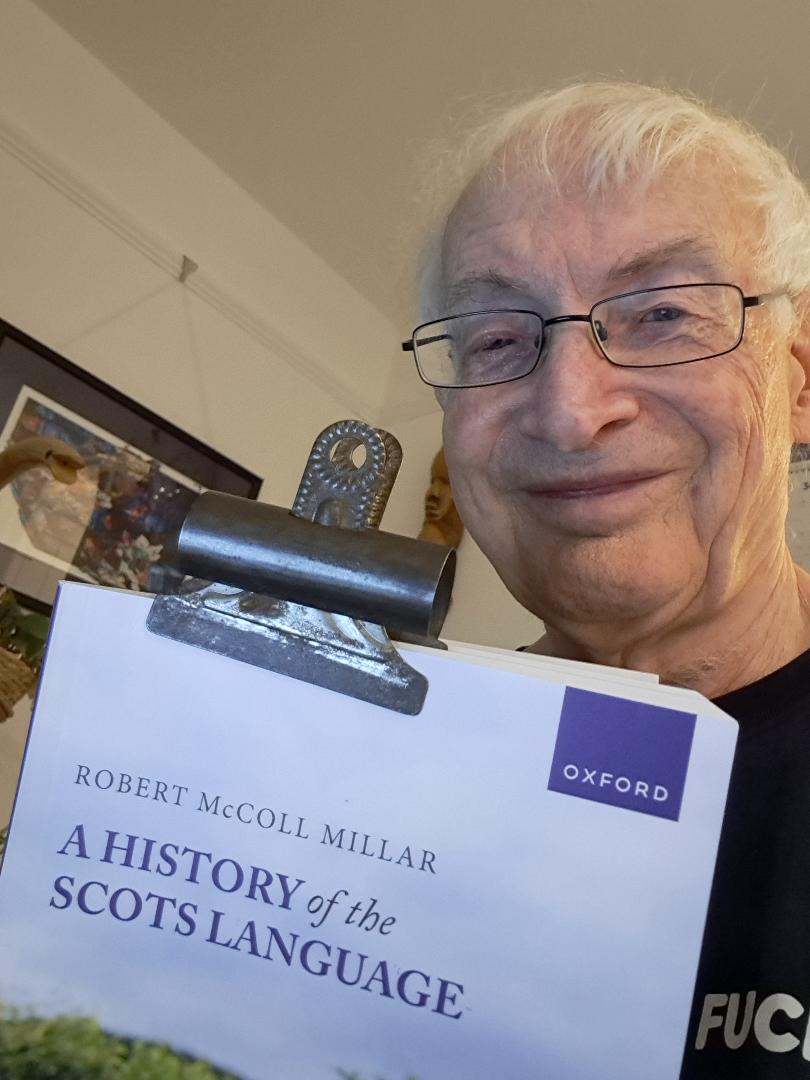 OXFORD
ROBERT McCOLL MILLAR
A HISTORY of the
SCOTS LANGUAGE